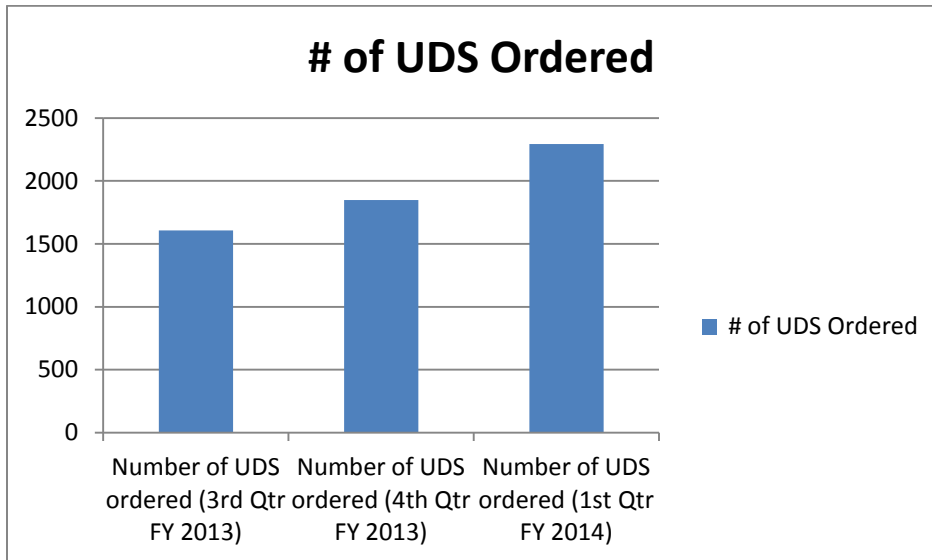 # of UDS Ordered
2500
2000
1500
1000
500
0
Number of UDS ordered (3rd Qtr FY 2013)
Number of UDS ordered (4th Qtr FY 2013)
Number of UDS ordered (1st Qtr FY 2014)
# of UDS Ordered